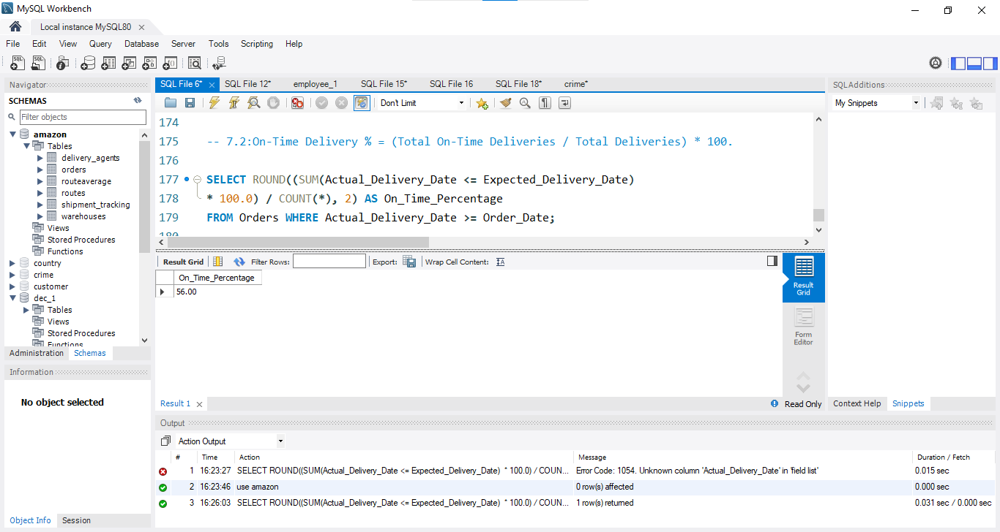 MySQL Workbench
Local instance MySQL80
File Edit View Query Database Server Tools Scripting Help
Navigator
SCHEMAS
Filter objects
amazon
Tables
delivery_agents
orders
routeaverage
routes
shipment_tracking
warehouses
Views
Stored Procedures
Functions
country
crime
customer
dec_1
Tables
Views
Stored Procedures
Functions
Administration Schemas
Information
No object selected
Object Info Session
SQL File 6* SQL File 12* employee_1 SQL File 15* SQL File 16 SQL File 18* crime*
Don't Limit
174
175 -- 7.2:On-Time Delivery % = (Total On-Time Deliveries / Total Deliveries) * 100.
176
177 SELECT ROUND((SUM(Actual_Delivery_Date <= Expected_Delivery_Date)
178 * 100.0) / COUNT(*), 2) AS On_Time_Percentage
179 FROM Orders WHERE Actual_Delivery_Date >= Order_Date;
180
Result Grid Filter Rows: Export: Wrap Cell Content:
On_Time_Percentage
56.00
Result Grid
Form Editor
Result 1
Read Only
SQLAdditions
My Snippets
Context Help Snippets
Output
Action Output
# Time Action Message Duration / Fetch
1 16:23:27 SELECT ROUND((SUM(Actual_Delivery_Date <= Expected_Delivery_Date) * 100.0) / COUN... Error Code: 1054. Unknown column 'Actual_Delivery_Date' in 'field list' 0.015 sec
2 16:23:46 use amazon 0 row(s) affected 0.000 sec
3 16:26:03 SELECT ROUND((SUM(Actual_Delivery_Date <= Expected_Delivery_Date) * 100.0) / COUN... 1 row(s) returned 0.031 sec / 0.000 sec